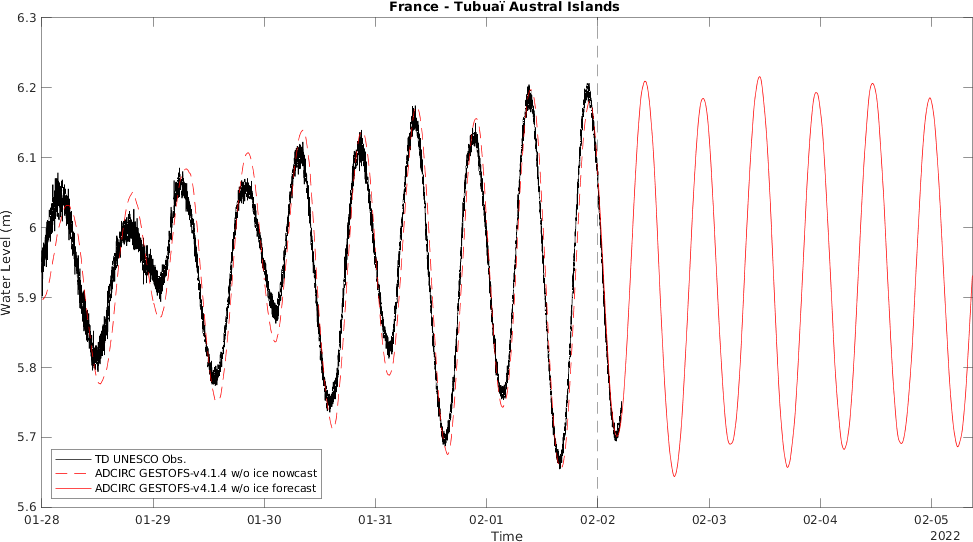 France - Tubuaï Austral Islands
6.3
6.2
6.1
6
5.9
5.8
5.7
5.6
Water Level (m)
TD UNESCO Obs.
ADCIRC GESTOFS-v4.1.4 w/o ice nowcast
ADCIRC GESTOFS-v4.1.4 w/o ice forecast
01-28 01-29 01-30 01-31 02-01 02-02 02-03 02-04 02-05
Time 2022